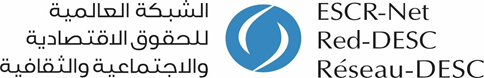 الشبكة العالمية
للحقوق الاقتصادية
والاجتماعية والثقافية
ESCR-Net
Red-DESC
Réseau-DESC